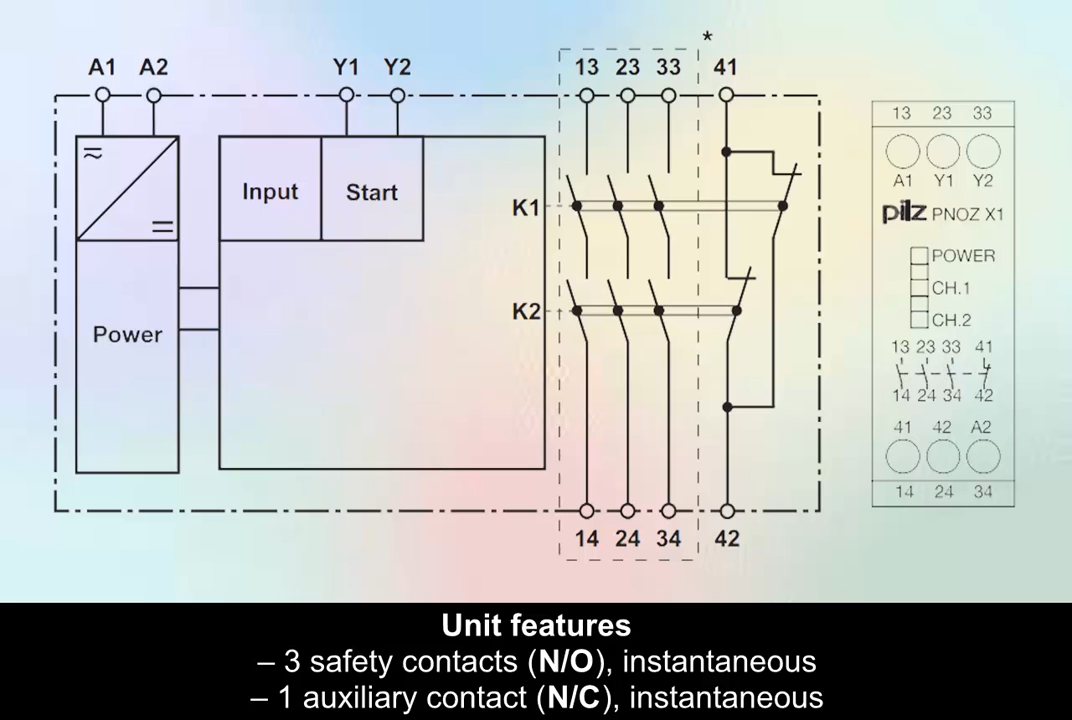 *
A1 A2 Y1 Y2 13 23 33 41
Input Start
K1
K2
Power
14 24 34 42
13 23 33
A1 Y1 Y2
pilz PNOZ X1
POWER
CH.1
CH.2
13 23 33 41
14 24 34 42
41 42 A2
14 24 34
Unit features
– 3 safety contacts (N/O), instantaneous
– 1 auxiliary contact (N/C), instantaneous